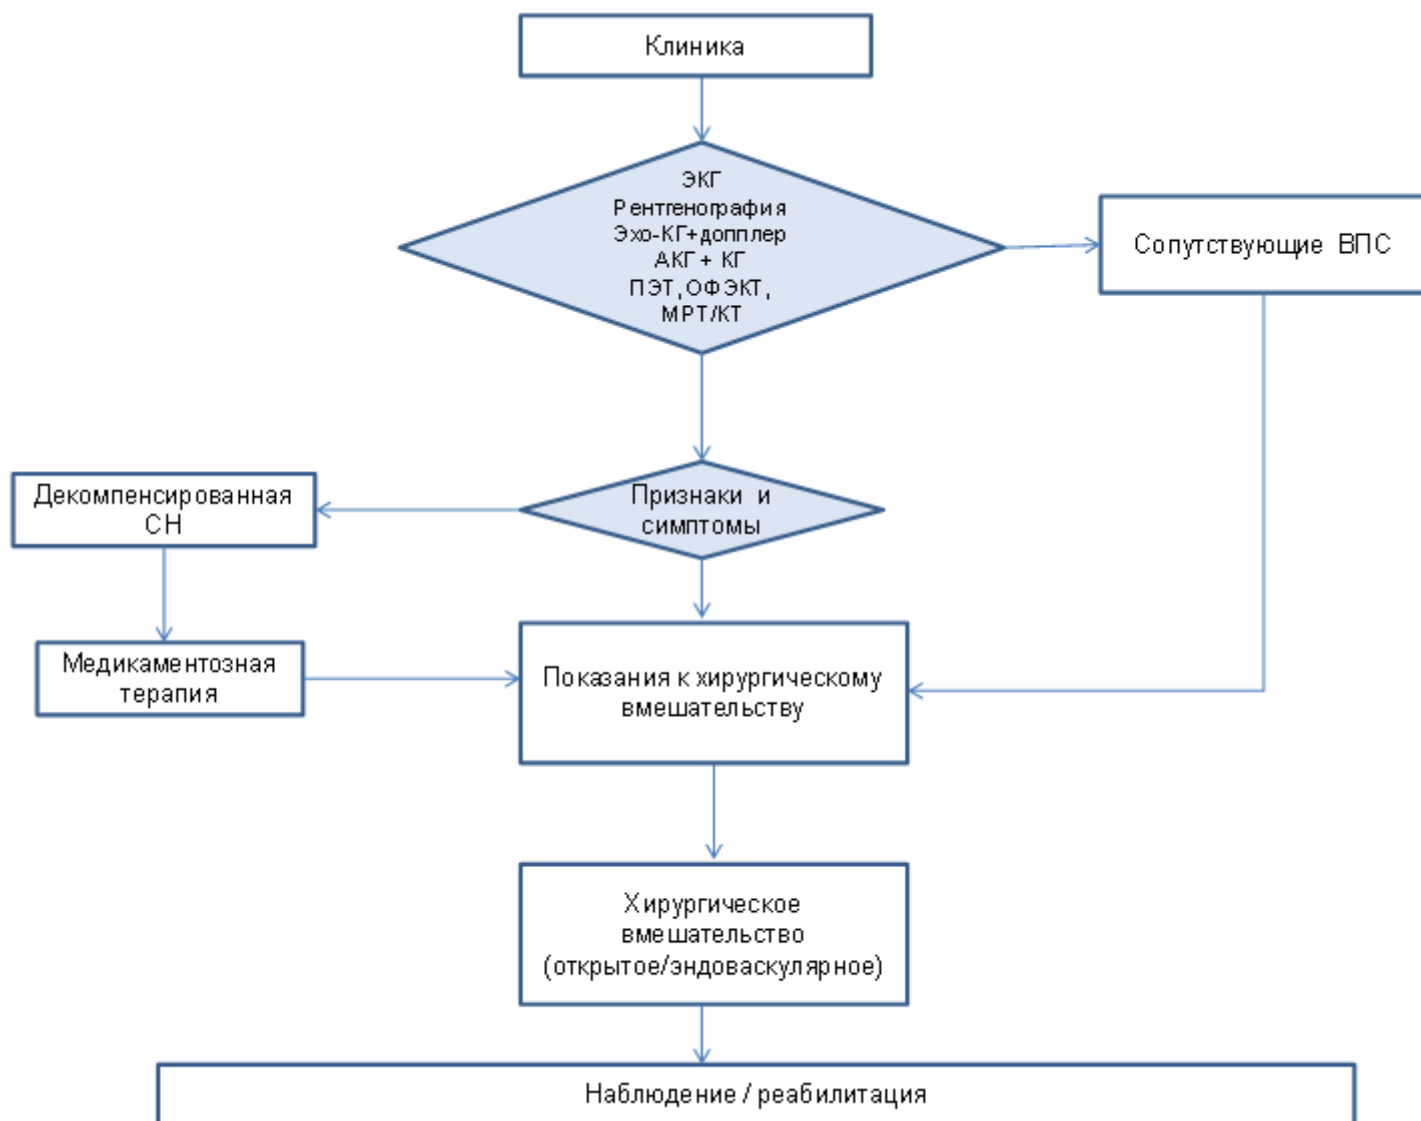 Клиника
ЭКГ
Рентгенография
Эхо-КГ+допплер
АКГ + КГ
ПЭТ, ОФЭКТ,
МРТ/КТ
Сопутствующие ВПС
Признаки и
симптомы
Декомпенсированная
СН
Медикаментозная
терапия
Показания к хирургическому
вмешательству
Хирургическое
вмешательство
(открытое/эндоваскулярное)
Наблюдение / реабилитация